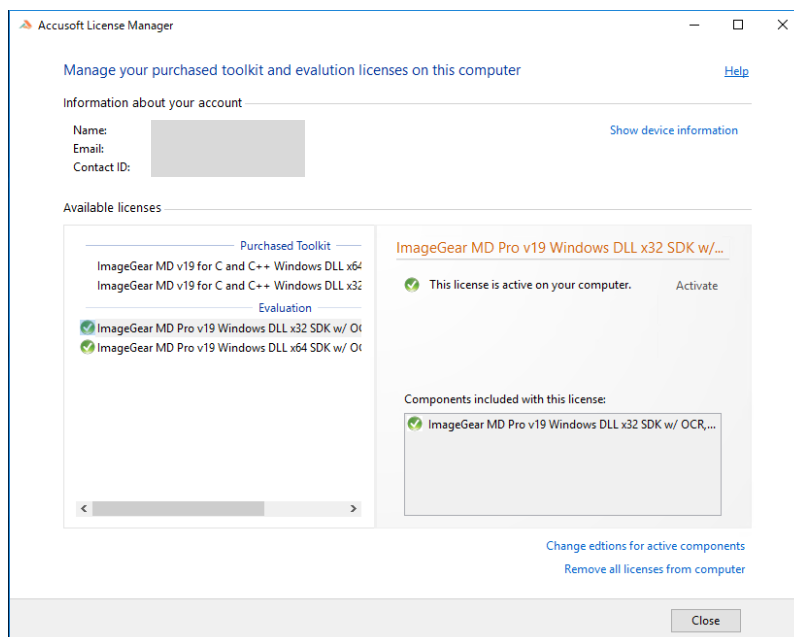 Accusoft License Manager
Manage your purchased toolkit and evalution licenses on this computer
Help
Information about your account
Name:
Show device information
Email:
Contact ID:
Available licenses
Purchased Toolkit
ImageGear MD v19 for C and C++ Windows DLL x64
ImageGear MD v19 for C and C++ Windows DLL x32
Evaluation
ImageGear MD Pro v19 Windows DLL x32 SDK w/ OC
ImageGear MD Pro v19 Windows DLL x64 SDK w/ OC
ImageGear MD Pro v19 Windows DLL x32 SDK w/...
This license is active on your computer.
Activate
Components included with this license:
ImageGear MD Pro v19 Windows DLL x32 SDK w/ OCR,...
Change edtions for active components
Remove all licenses from computer
Close